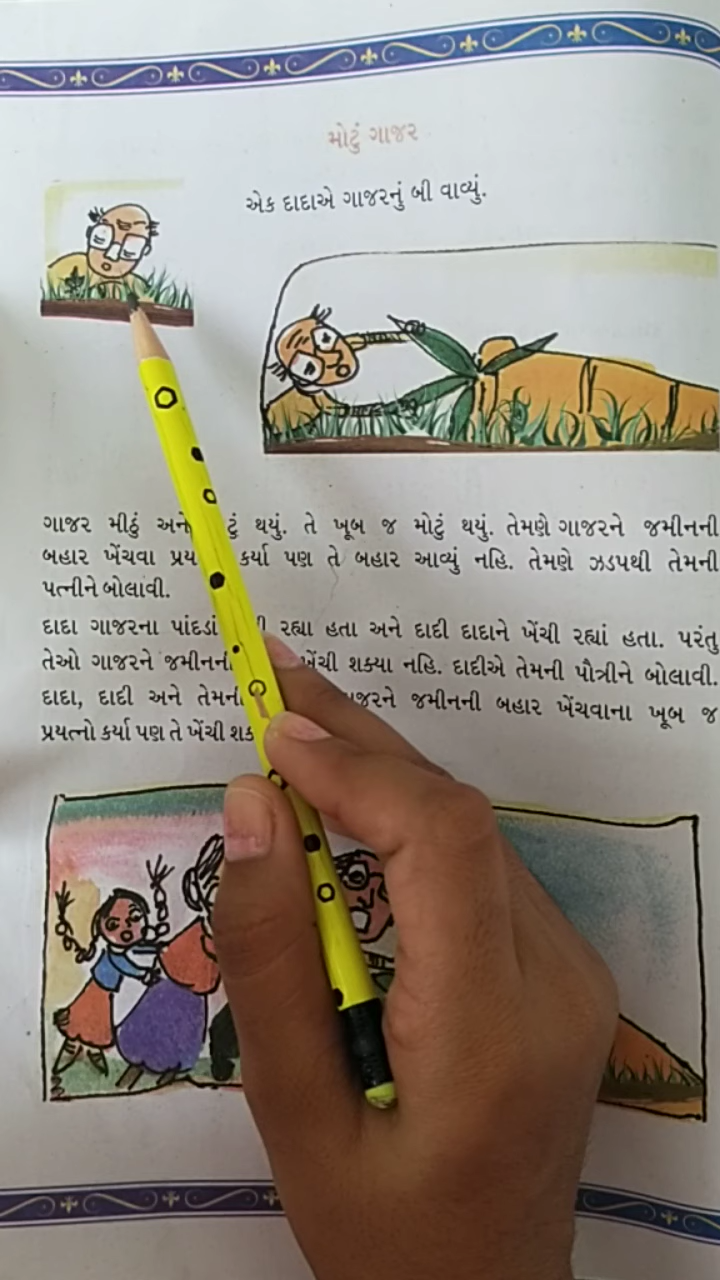 મોટું ગાજર
એક દાદાએ ગાજરનું બી વાવ્યું.
ગાજર મીઠું અને ટું થયું. તે ખૂબ જ મોટું થયું. તેમણે ગાજરને જમીનની
બહાર ખેંચવા પ્રય કર્યા પણ તે બહાર આવ્યું નહિ. તેમણે ઝડપથી તેમની
પત્નીને બોલાવી.
દાદા ગાજરના પાંદડાં રહ્યા હતા અને દાદી દાદાને ખેંચી રહ્યાં હતા. પરંતુ
તેઓ ગાજરને જમીનની ખેંચી શક્યા નહિ. દાદીએ તેમની પૌત્રીને બોલાવી.
દાદા, દાદી અને તેમની જરને જમીનની બહાર ખેંચવાના ખૂબ જ
પ્રયત્નો કર્યા પણ તે ખેંચી શક